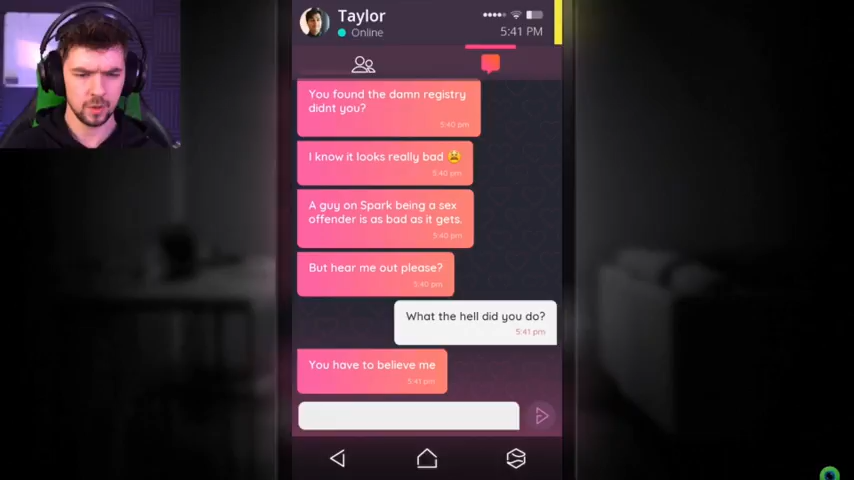 Taylor
Online
5:41 PM
You found the damn registry
didnt you?
5:40 pm
I know it looks really bad 😫
5:40 pm
A guy on Spark being a sex
offender is as bad as it gets.
5:40 pm
But hear me out please?
5:40 pm
What the hell did you do?
5:41 pm
You have to believe me
5:41 pm